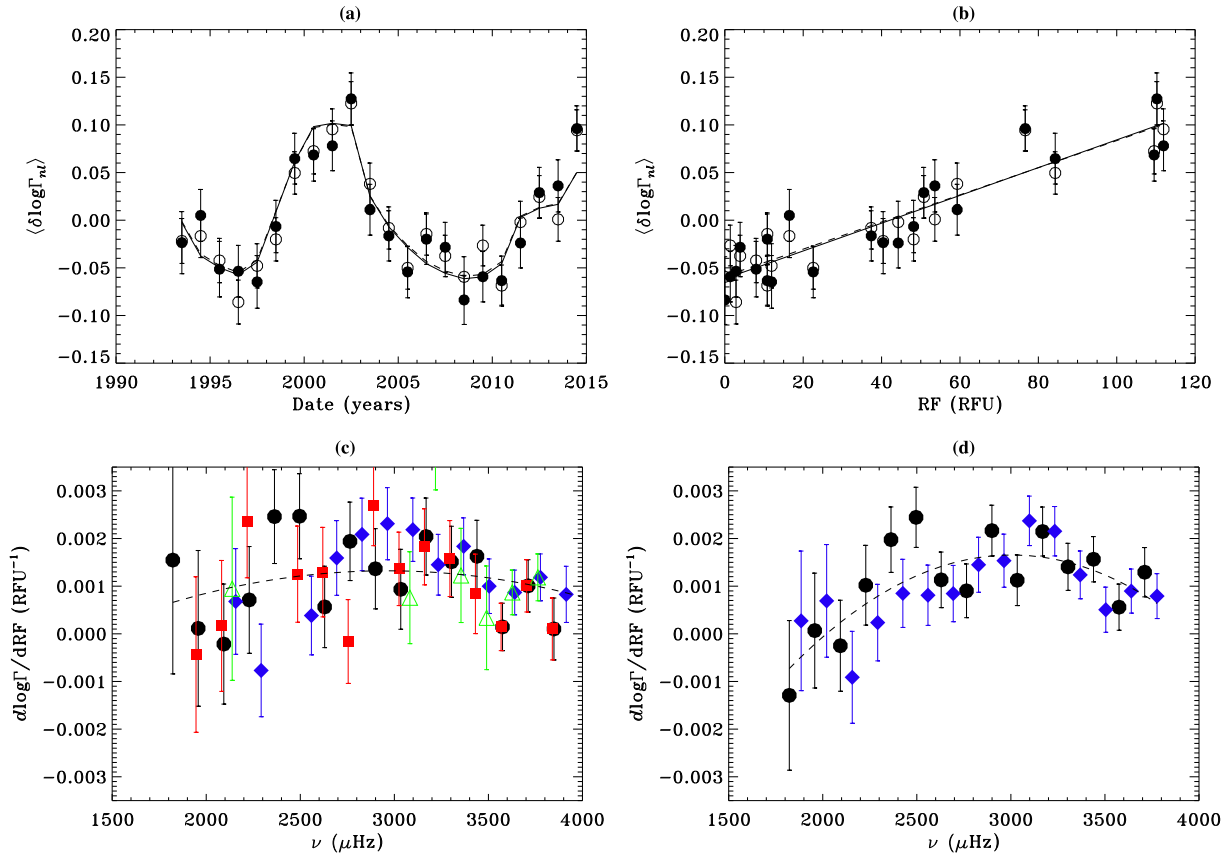 (a)
0.20
0.15
0.10
0.05
0.00
−0.05
−0.10
−0.15
⟨δlogΓnl⟩
1990 1995 2000 2005 2010 2015
Date (years)
(b)
0.20
0.15
0.10
0.05
0.00
−0.05
−0.10
−0.15
⟨δlogΓnl⟩
0 20 40 60 80 100 120
RF (RFU)
(c)
0.003
0.002
0.001
0.000
−0.001
−0.002
−0.003
dlogΓ/dRF (RFU⁻¹)
1500 2000 2500 3000 3500 4000
ν (μHz)
(d)
0.003
0.002
0.001
0.000
−0.001
−0.002
−0.003
dlogΓ/dRF (RFU⁻¹)
1500 2000 2500 3000 3500 4000
ν (μHz)